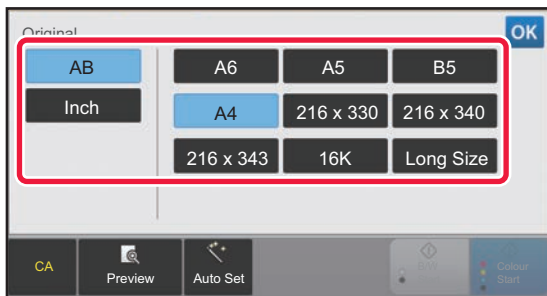 Original
OK
AB
A6
A5
B5
Inch
A4
216 x 330
216 x 340
216 x 343
16K
Long Size
CA
Preview
Auto Set
B/W
Start
Colour
Start